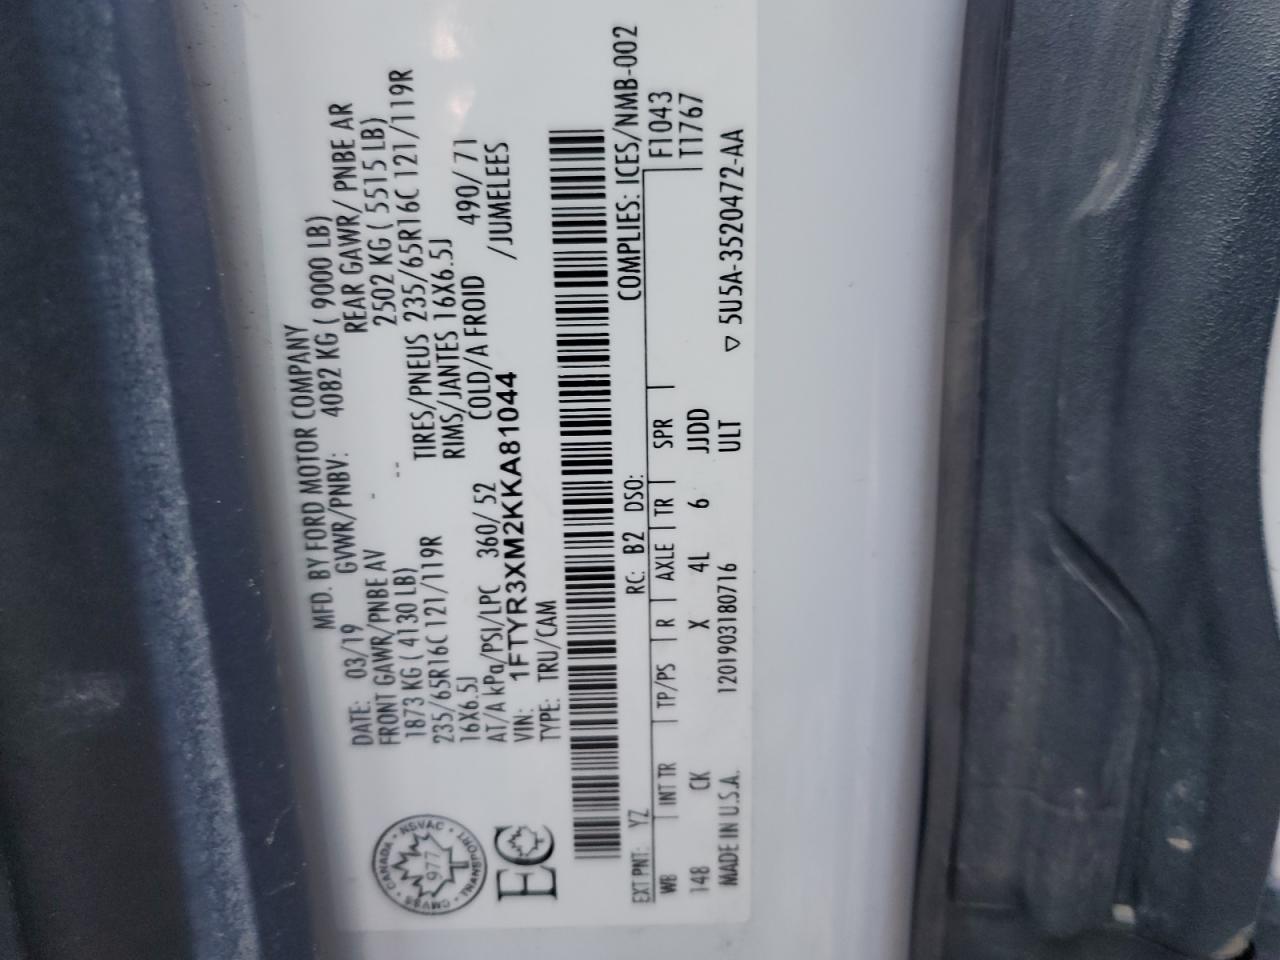 MFD. BY FORD MOTOR COMPANY
DATE: 03/19 GVWR/PNBV: 4082 KG ( 9000 LB)
FRONT GAWR/PNBE AV - REAR GAWR/ PNBE AR
1873 KG ( 4130 LB) -- 2502 KG ( 5515 LB)
235/65R16C 121/119R TIRES/PNEUS 235/65R16C 121/119R
16X6.5J RIMS/JANTES 16X6.5J
AT/A kPa/PSI/LPC 360/ 52 COLD/A FROID 490/ 71
VIN: 1FTYR3XM2KKA81044 /JUMELEES
TYPE: TRU/CAM
CANADA • NSVAC • TRANSPORT • CMVSS
977
EC
RC: B2 DSO: COMPLIES: ICES/NMB-002
EXT PNT: YZ F1043
WB INT TR TP/PS R AXLE TR SPR T1767
148 CK X 4L 6 JJDD
MADE IN U.S.A. 1201903180716 ULT ▽ 5U5A-3520472-AA